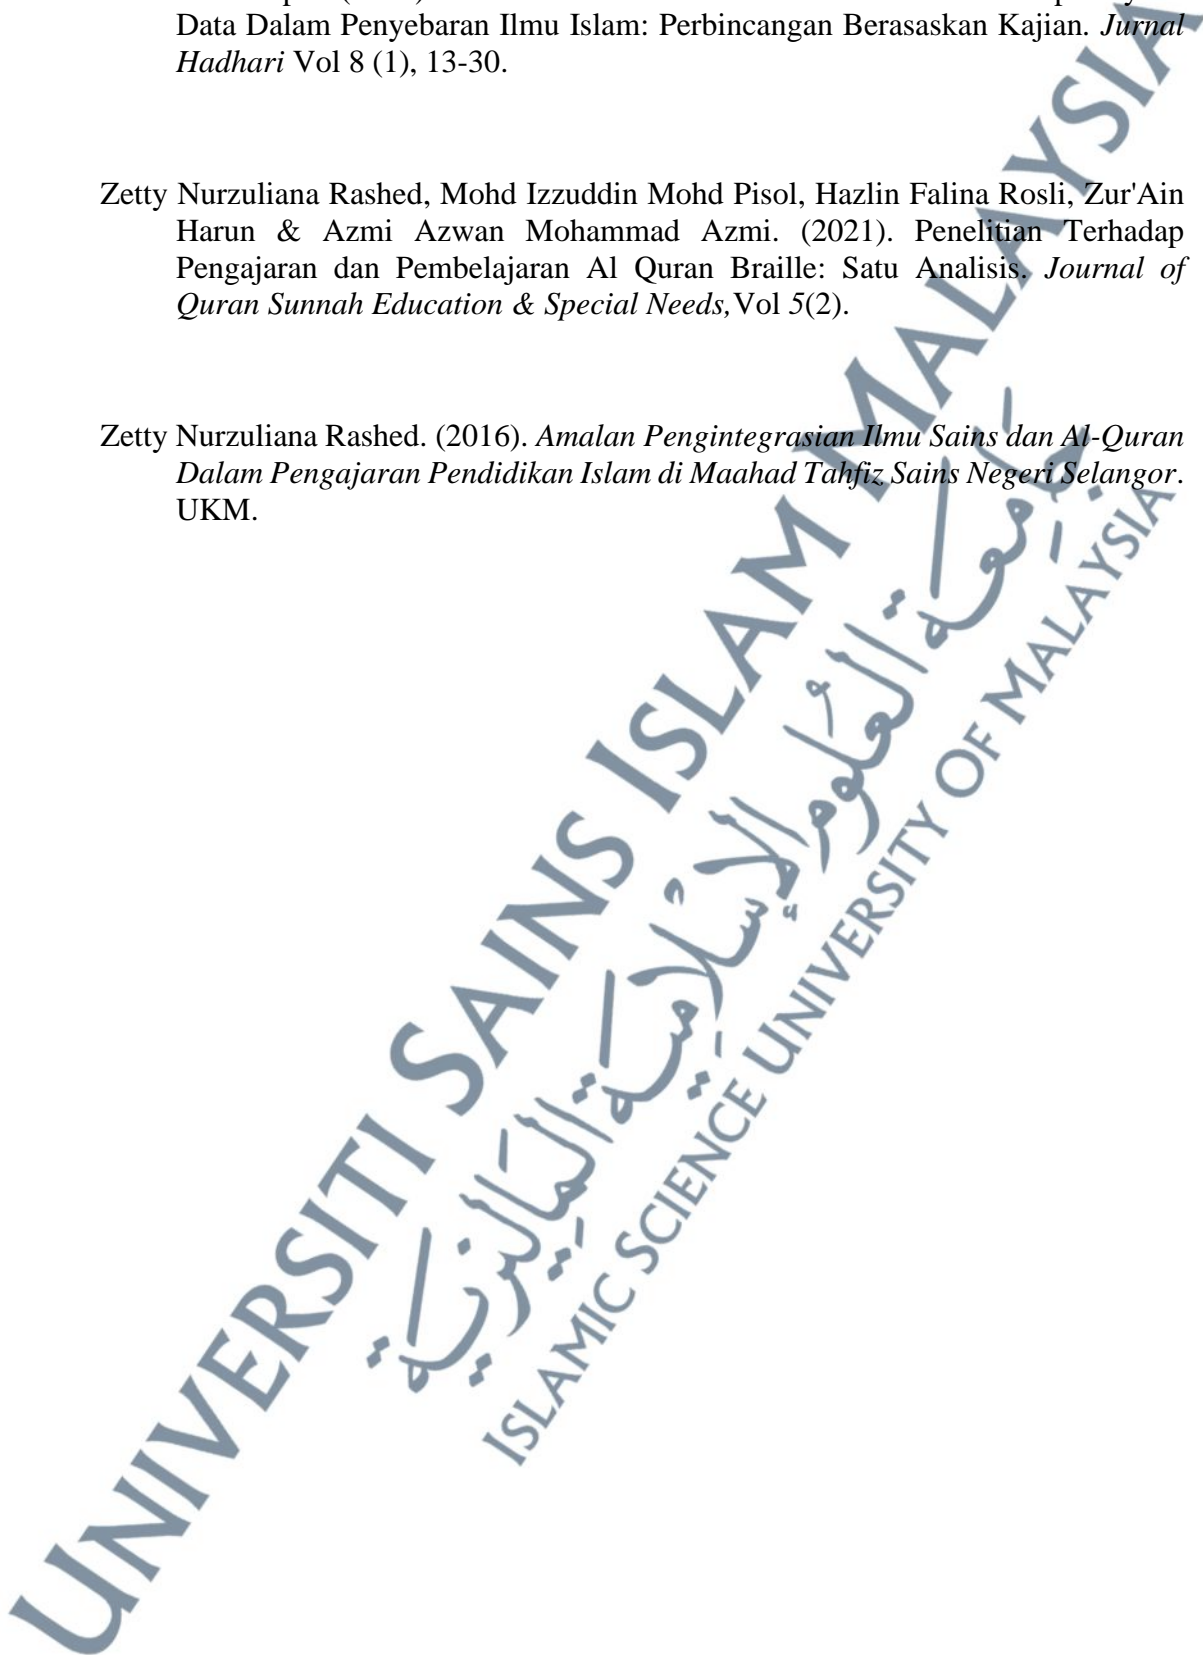 Data Dalam Penyebaran Ilmu Islam: Perbincangan Berasaskan Kajian. Jurnal
Hadhari Vol 8 (1), 13-30.
Zetty Nurzuliana Rashed, Mohd Izzuddin Mohd Pisol, Hazlin Falina Rosli, Zur'Ain
Harun & Azmi Azwan Mohammad Azmi. (2021). Penelitian Terhadap
Pengajaran dan Pembelajaran Al Quran Braille: Satu Analisis. Journal of
Quran Sunnah Education & Special Needs,Vol 5(2).
Zetty Nurzuliana Rashed. (2016). Amalan Pengintegrasian Ilmu Sains dan Al-Quran
Dalam Pengajaran Pendidikan Islam di Maahad Tahfiz Sains Negeri Selangor.
UKM.
UNIVERSITI SAINS ISLAM MALAYSIA
جامعة العلوم الإسلامية الماليزية
ISLAMIC SCIENCE UNIVERSITY OF MALAYSIA